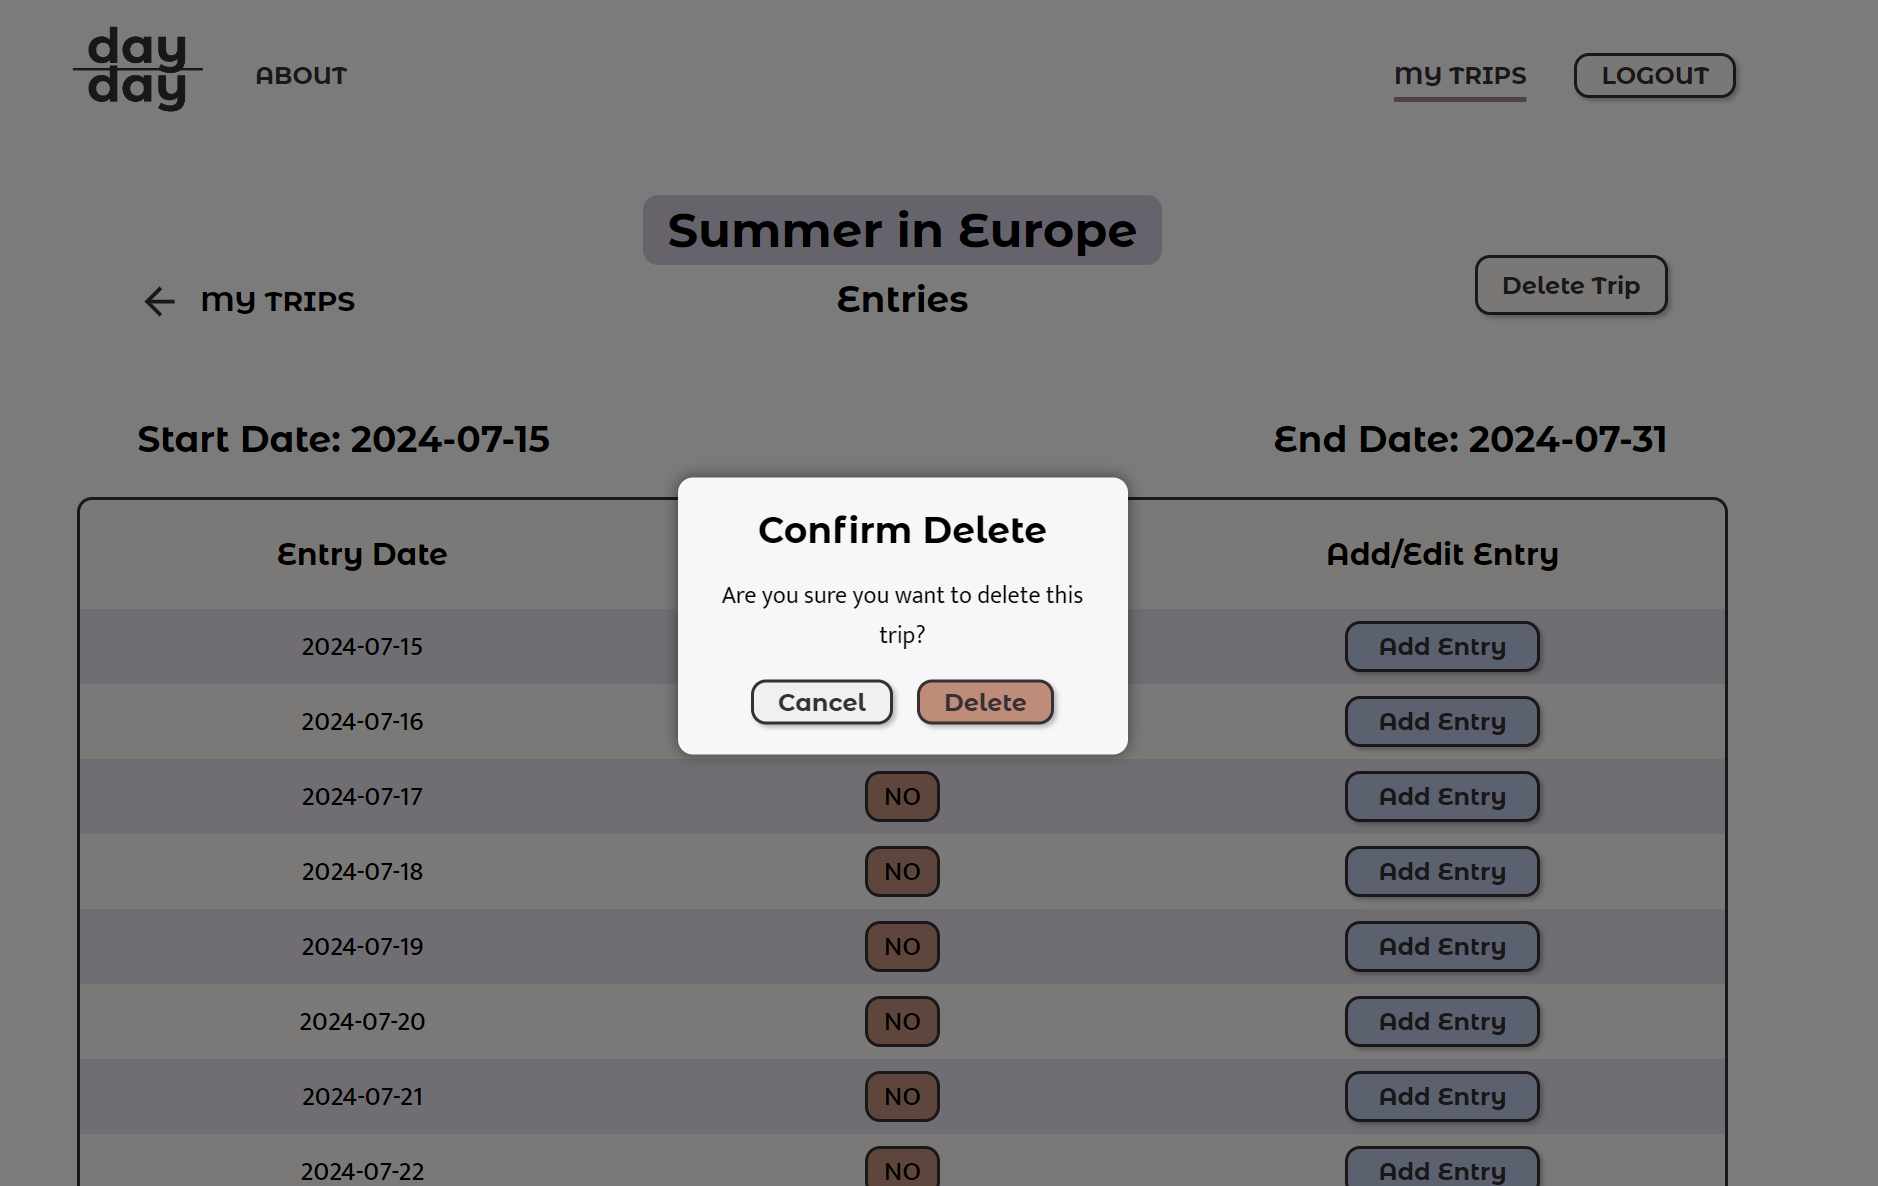 day
day
ABOUT
MY TRIPS
LOGOUT
Summer in Europe
MY TRIPS
Entries
Delete Trip
Start Date: 2024-07-15
End Date: 2024-07-31
Entry Date
Add/Edit Entry
Confirm Delete
Are you sure you want to delete this
trip?
Cancel
Delete
2024-07-15
Add Entry
2024-07-16
Add Entry
2024-07-17
NO
Add Entry
2024-07-18
NO
Add Entry
2024-07-19
NO
Add Entry
2024-07-20
NO
Add Entry
2024-07-21
NO
Add Entry
2024-07-22
NO
Add Entry